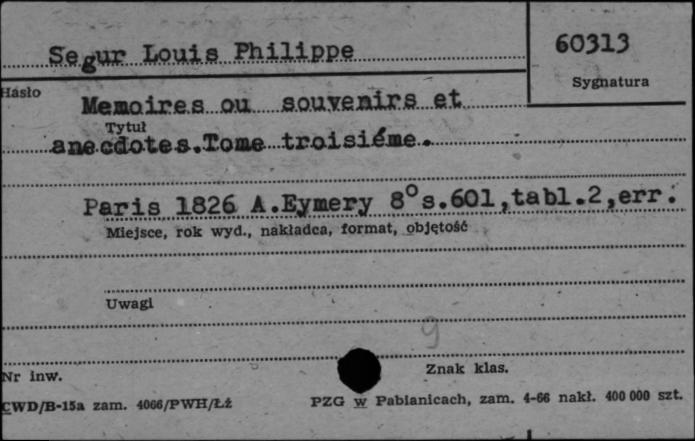 Segur Louis Philippe
60313
Hasło
Sygnatura
Memoires ou souvenirs et
Tytuł
anecdotes.Tome troisiéme.
Paris 1826 A.Eymery 8° s.601,tabl.2,err.
Miejsce, rok wyd., nakładca, format, objętość
Uwagi
9
Nr inw.
Znak klas.
CWD/B-15a zam. 4066/PWH/Łż
PZG w Pabianicach, zam. 4-66 nakł. 400 000 szt.